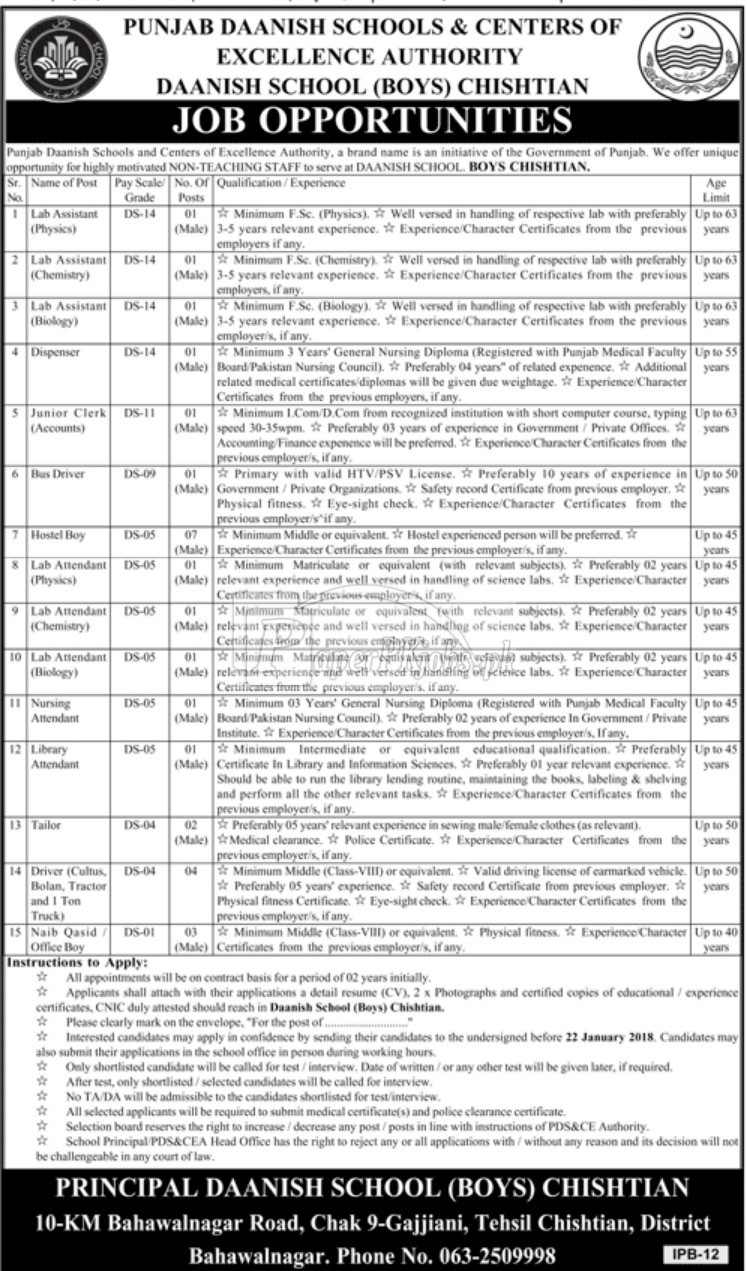 PUNJAB DAANISH SCHOOLS & CENTERS OF
EXCELLENCE AUTHORITY
DAANISH SCHOOL (BOYS) CHISHTIAN
DAANISH SCHOOL
JOB OPPORTUNITIES
Punjab Daanish Schools and Centers of Excellence Authority, a brand name is an initiative of the Government of Punjab. We offer unique
opportunity for highly motivated NON-TEACHING STAFF to serve at DAANISH SCHOOL. BOYS CHISHTIAN.
Sr. Name of Post Pay Scale/ No. Of Qualification / Experience Age
No. Grade Posts Limit
1 Lab Assistant DS-14 01 ☆ Minimum F.Sc. (Physics). ☆ Well versed in handling of respective lab with preferably Up to 63
(Physics) (Male) 3-5 years relevant experience. ☆ Experience/Character Certificates from the previous years
employers if any.
2 Lab Assistant DS-14 01 ☆ Minimum F.Sc. (Chemistry). ☆ Well versed in handling of respective lab with preferably Up to 63
(Chemistry) (Male) 3-5 years relevant experience. ☆ Experience/Character Certificates from the previous years
employers, if any.
3 Lab Assistant DS-14 01 ☆ Minimum F.Sc. (Biology). ☆ Well versed in handling of respective lab with preferably Up to 63
(Biology) (Male) 3-5 years relevant experience. ☆ Experience/Character Certificates from the previous years
employer/s, if any.
4 Dispenser DS-14 01 ☆ Minimum 3 Years' General Nursing Diploma (Registered with Punjab Medical Faculty Up to 55
(Male) Board/Pakistan Nursing Council). ☆ Preferably 04 years" of related expenence. ☆ Additional years
related medical certificates/diplomas will be given due weightage. ☆ Experience/Character
Certificates from the previous employers, if any.
5 Junior Clerk DS-11 01 ☆ Minimum I.Com/D.Com from recognized institution with short computer course, typing Up to 63
(Accounts) (Male) speed 30-35wpm. ☆ Preferably 03 years of experience in Government / Private Offices. ☆ years
Accounting/Finance expenence will be preferred. ☆ Experience/Character Certificates from the
previous employer/s, if any.
6 Bus Driver DS-09 01 ☆ Primary with valid HTV/PSV License. ☆ Preferably 10 years of experience in Up to 50
(Male) Government / Private Organizations. ☆ Safety record Certificate from previous employer. ☆ years
Physical fitness. ☆ Eye-sight check. ☆ Experience/Character Certificates from the
previous employer/s^if any.
7 Hostel Boy DS-05 07 ☆ Minimum Middle or equivalent. ☆ Hostel experienced person will be preferred. ☆ Up to 45
(Male) Experience/Character Certificates from the previous employer/s, if any. years
8 Lab Attendant DS-05 01 ☆ Minimum Matriculate or equivalent (with relevant subjects). ☆ Preferably 02 years Up to 45
(Physics) (Male) relevant experience and well versed in handling of science labs. ☆ Experience/Character years
Certificates from the previous employer/s, if any.
9 Lab Attendant DS-05 01 ☆ Minimum Matriculate or equivalent (with relevant subjects). ☆ Preferably 02 years Up to 45
(Chemistry) (Male) relevant experience and well versed in handling of science labs. ☆ Experience/Character years
Certificates from the previous employer/s, if any.
10 Lab Attendant DS-05 01 ☆ Minimum Matriculate or equivalent (with relevant subjects). ☆ Preferably 02 years Up to 45
(Biology) (Male) relevant experience and well versed in handling of science labs. ☆ Experience/Character years
Certificates from the previous employer/s. if any.
11 Nursing DS-05 01 ☆ Minimum 03 Years' General Nursing Diploma (Registered with Punjab Medical Faculty Up to 45
Attendant (Male) Board/Pakistan Nursing Council). ☆ Preferably 02 years of experience In Government / Private years
Institute. ☆ Experience/Character Certificates from the previous employer/s, If any,
12 Library DS-05 01 ☆ Minimum Intermediate or equivalent educational qualification. ☆ Preferably Up to 45
Attendant (Male) Certificate In Library and Information Sciences. ☆ Preferably 01 year relevant experience. ☆ years
Should be able to run the library lending routine, maintaining the books, labeling & shelving
and perform all the other relevant tasks. ☆ Experience/Character Certificates from the
previous employer/s, if any.
13 Tailor DS-04 02 ☆ Preferably 05 years' relevant experience in sewing male/female clothes (as relevant). Up to 50
(Male) ☆Medical clearance. ☆ Police Certificate. ☆ Experience/Character Certificates from the years
previous employer/s, if any.
14 Driver (Cultus, DS-04 04 ☆ Minimum Middle (Class-VIII) or equivalent. ☆ Valid driving license of earmarked vehicle. Up to 50
Bolan, Tractor ☆ Preferably 05 years' experience. ☆ Safety record Certificate from previous employer. ☆ years
and 1 Ton Physical fitness Certificate. ☆ Eye-sight check. ☆ Experience/Character Certificates from the
Truck) previous employer/s, if any.
15 Naib Qasid / DS-01 03 ☆ Minimum Middle (Class-VIII) or equivalent. ☆ Physical fitness. ☆ Experience/Character Up to 40
Office Boy (Male) Certificates from the previous employer/s, if any. years
Instructions to Apply:
☆ All appointments will be on contract basis for a period of 02 years initially.
☆ Applicants shall attach with their applications a detail resume (CV), 2 x Photographs and certified copies of educational / experience
certificates, CNIC duly attested should reach in Daanish School (Boys) Chishtian.
☆ Please clearly mark on the envelope, "For the post of ............................"
☆ Interested candidates may apply in confidence by sending their candidates to the undersigned before 22 January 2018. Candidates may
also submit their applications in the school office in person during working hours.
☆ Only shortlisted candidate will be called for test / interview. Date of written / or any other test will be given later, if required.
☆ After test, only shortlisted / selected candidates will be called for interview.
☆ No TA/DA will be admissible to the candidates shortlisted for test/interview.
☆ All selected applicants will be required to submit medical certificate(s) and police clearance certificate.
☆ Selection board reserves the right to increase / decrease any post / posts in line with instructions of PDS&CE Authority.
☆ School Principal/PDS&CEA Head Office has the right to reject any or all applications with / without any reason and its decision will not
be challengeable in any court of law.
PRINCIPAL DAANISH SCHOOL (BOYS) CHISHTIAN
10-KM Bahawalnagar Road, Chak 9-Gajjiani, Tehsil Chishtian, District
Bahawalnagar. Phone No. 063-2509998
IPB-12